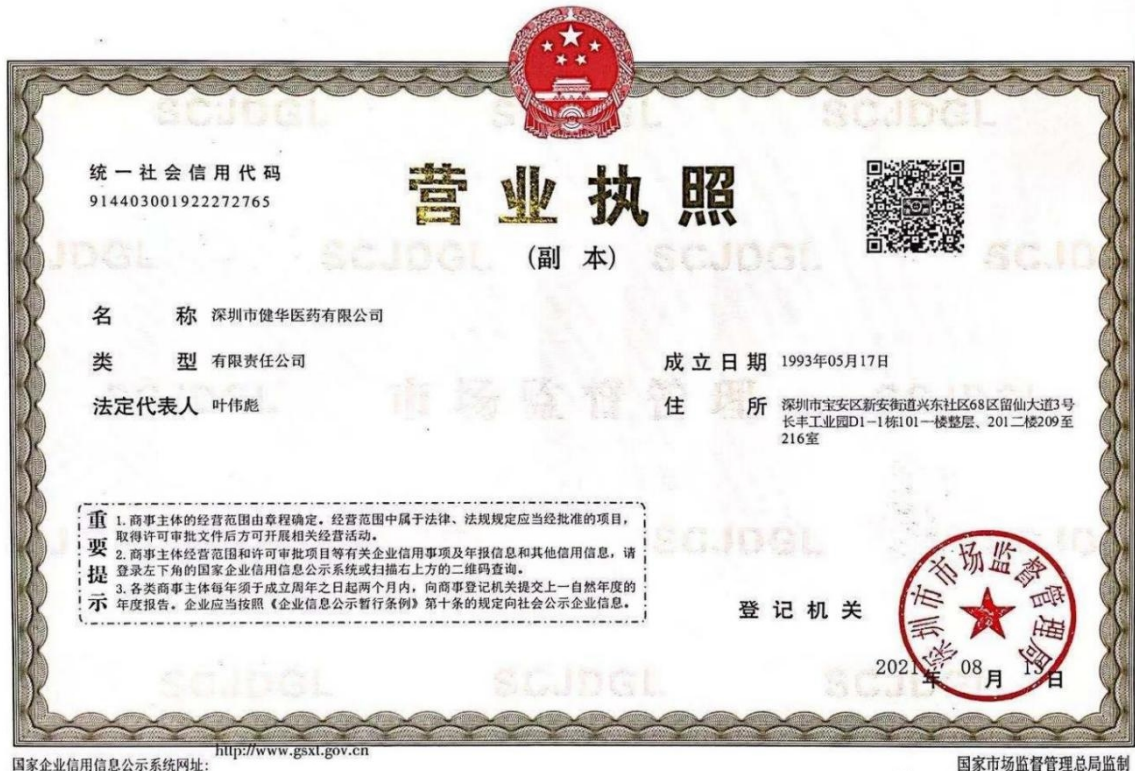 统一社会信用代码
914403001922272765
营业执照
(副 本)
名 称 深圳市健华医药有限公司
类 型 有限责任公司
成立日期 1993年05月17日
法定代表人 叶伟彪
住 所 深圳市宝安区新安街道兴东社区68区留仙大道3号
长丰工业园D1-1栋101一楼整层、201二楼209至
216室
重要提示
1. 商事主体的经营范围由章程确定。经营范围中属于法律、法规规定应当经批准的项目,
取得许可审批文件后方可开展相关经营活动。
2. 商事主体经营范围和许可审批项目等有关企业信用事项及年报信息和其他信用信息,请
登录左下角的国家企业信用信息公示系统或扫描右上方的二维码查询。
3. 各类商事主体每年须于成立周年之日起两个月内,向商事登记机关提交上一自然年度的
年度报告。企业应当按照《企业信息公示暂行条例》第十条的规定向社会公示企业信息。
登记机关
深圳市市场监督管理局
2021年 08月 13日
SCJDGL
市场监督管理
http://www.gsxt.gov.cn
国家企业信用信息公示系统网址:
国家市场监督管理总局监制